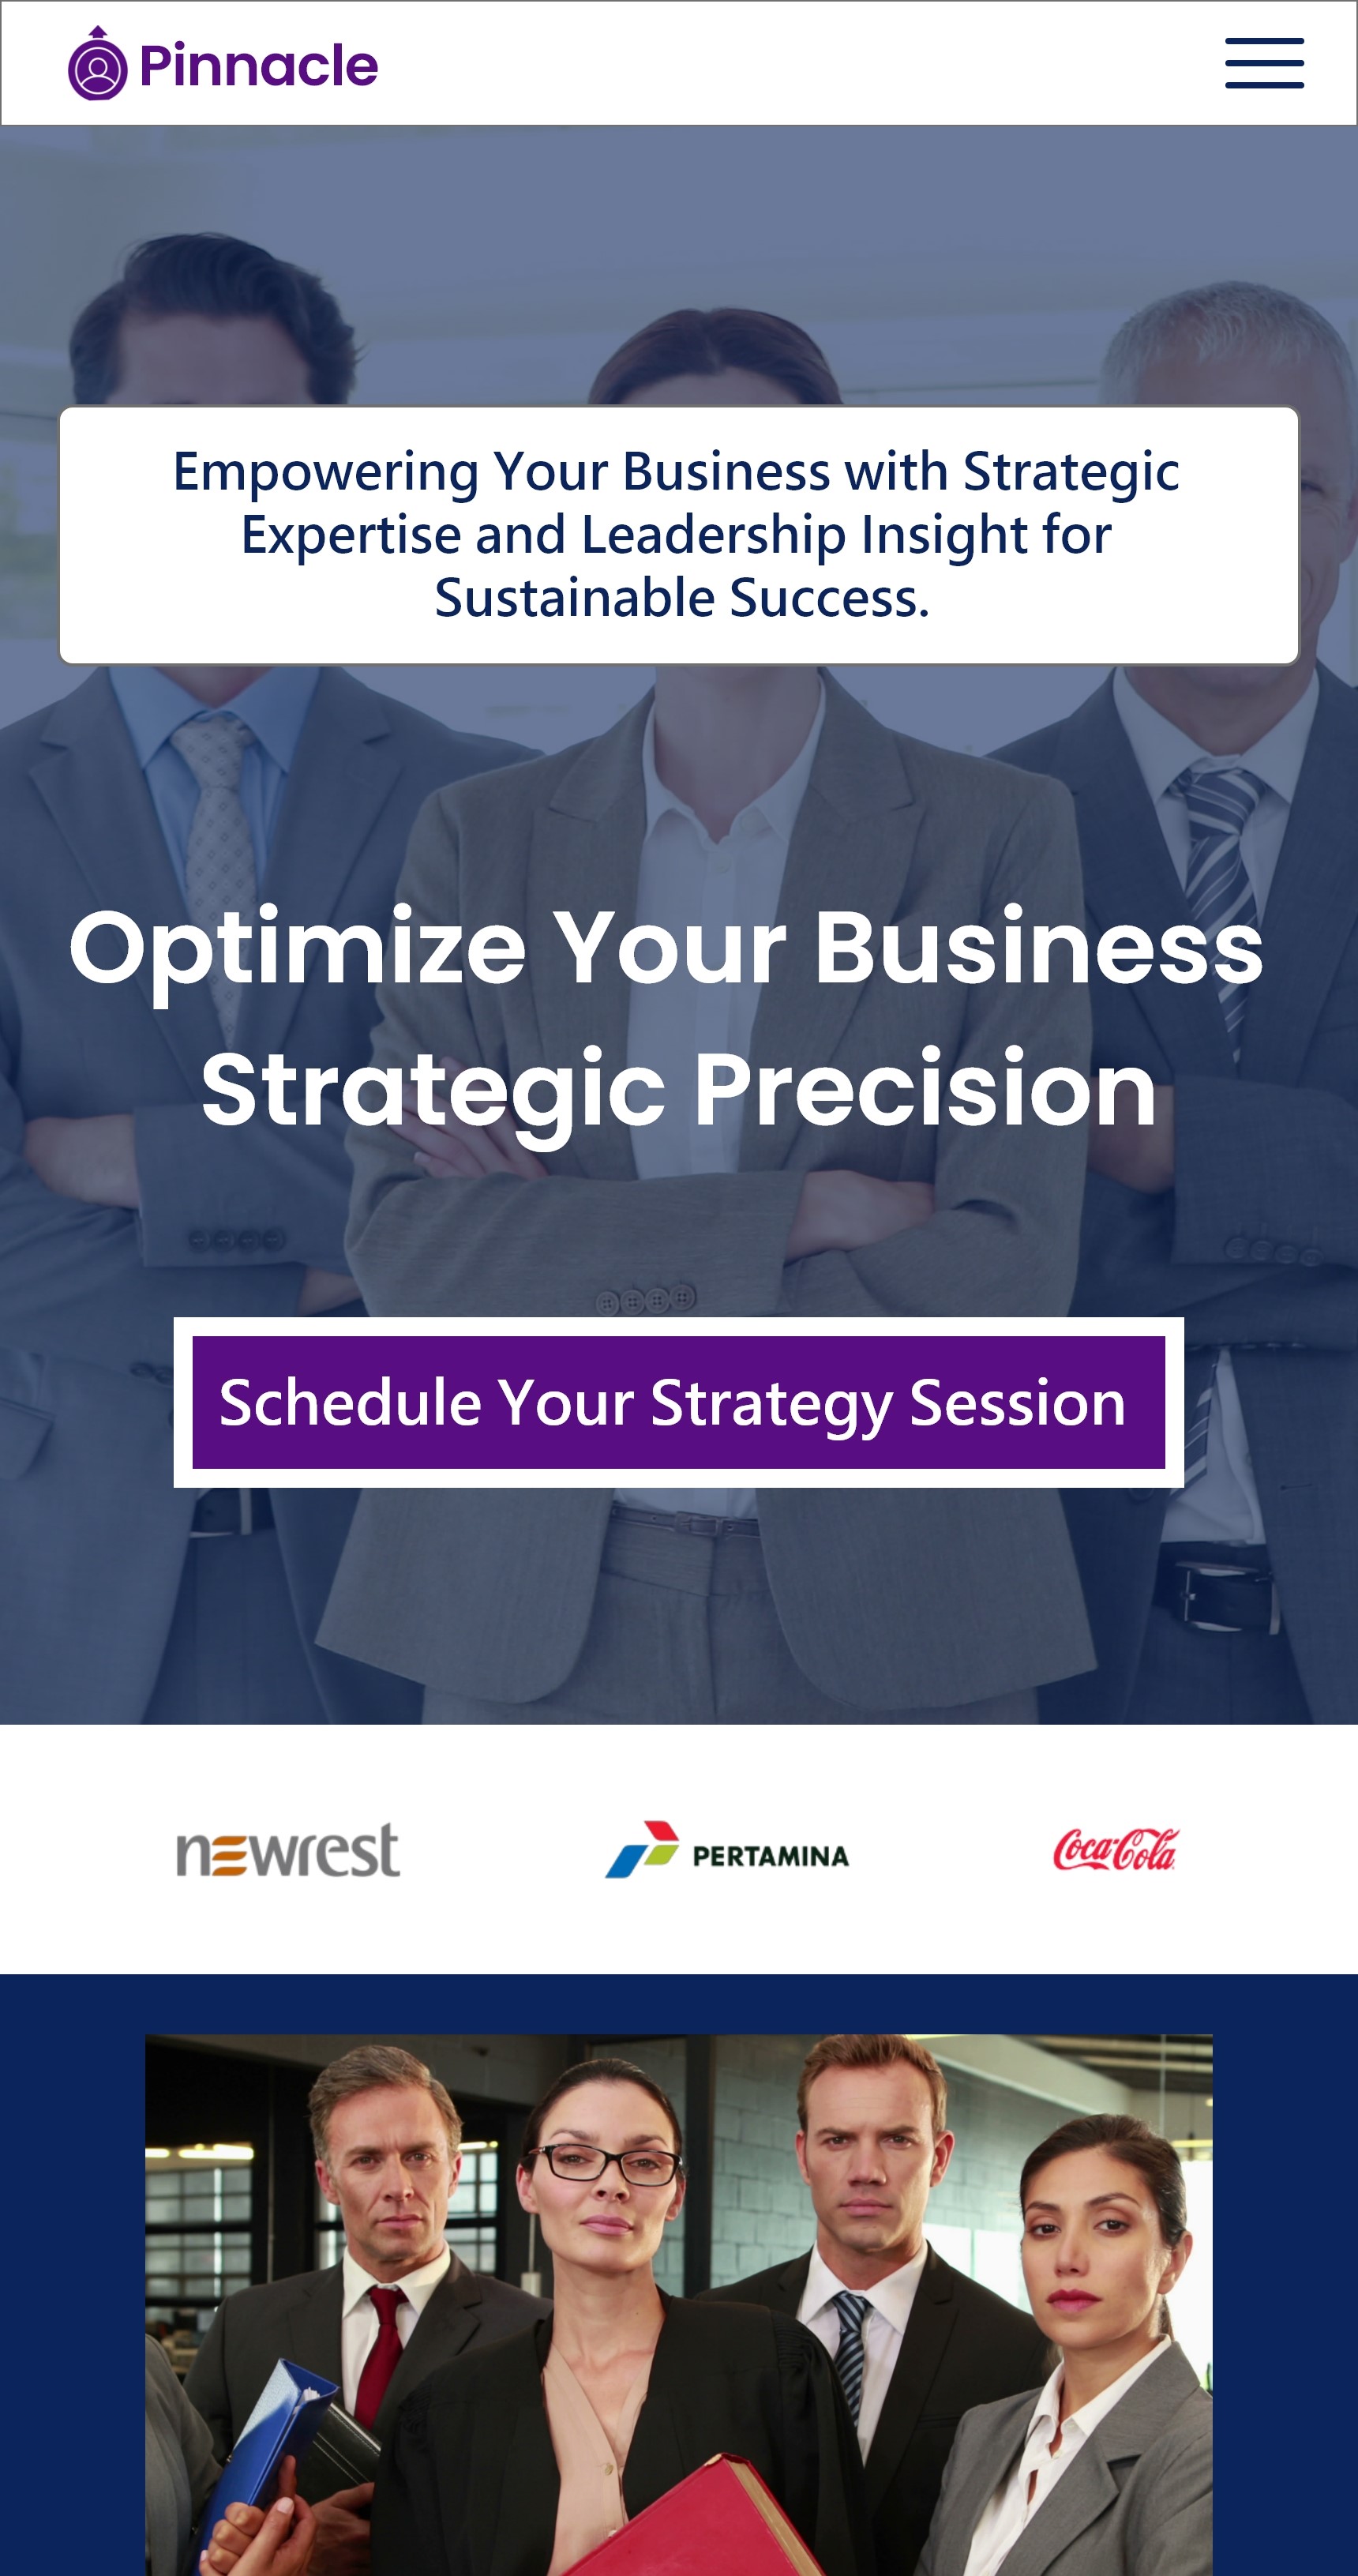 Pinnacle
Empowering Your Business with Strategic
Expertise and Leadership Insight for
Sustainable Success.
Optimize Your Business
Strategic Precision
Schedule Your Strategy Session
newrest
PERTAMINA
Coca-Cola